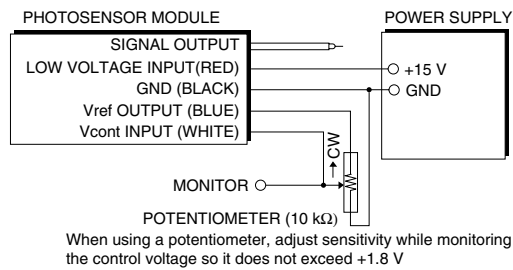 PHOTOSENSOR MODULE
POWER SUPPLY
SIGNAL OUTPUT
LOW VOLTAGE INPUT(RED)
+15 V
GND (BLACK)
GND
Vref OUTPUT (BLUE)
Vcont INPUT (WHITE)
CW
MONITOR
POTENTIOMETER (10 kΩ)
When using a potentiometer, adjust sensitivity while monitoring
the control voltage so it does not exceed +1.8 V